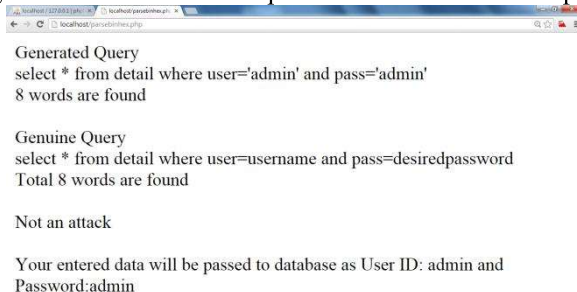 localhost/parsebinhex.php
Generated Query
select * from detail where user='admin' and pass='admin'
8 words are found
Genuine Query
select * from detail where user=username and pass=desiredpassword
Total 8 words are found
Not an attack
Your entered data will be passed to database as User ID: admin and
Password:admin